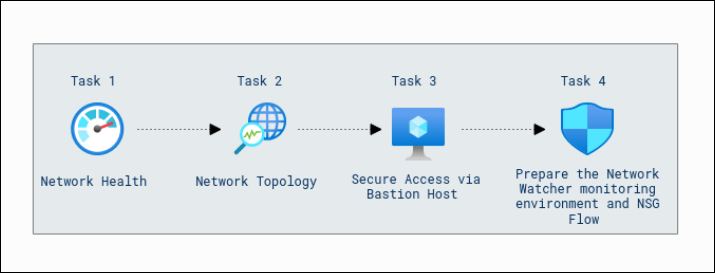 Task 1
Network Health
Task 2
Network Topology
Task 3
Secure Access via
Bastion Host
Task 4
Prepare the Network
Watcher monitoring
environment and NSG
Flow